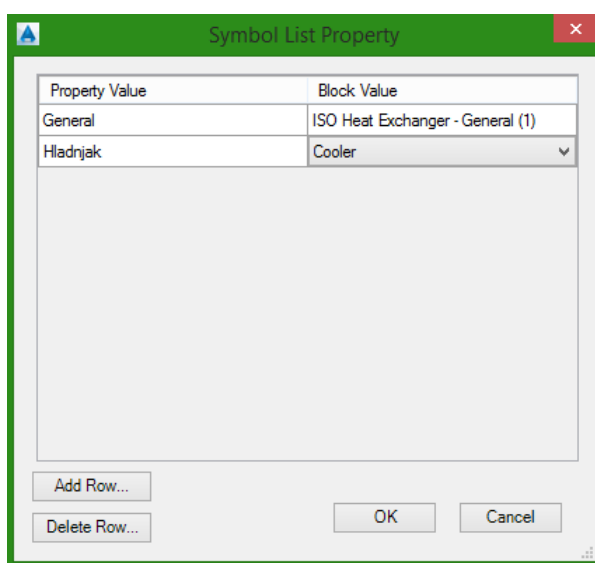 Symbol List Property
Property Value Block Value
General ISO Heat Exchanger - General (1)
Hladnjak Cooler
Add Row...
Delete Row...
OK Cancel